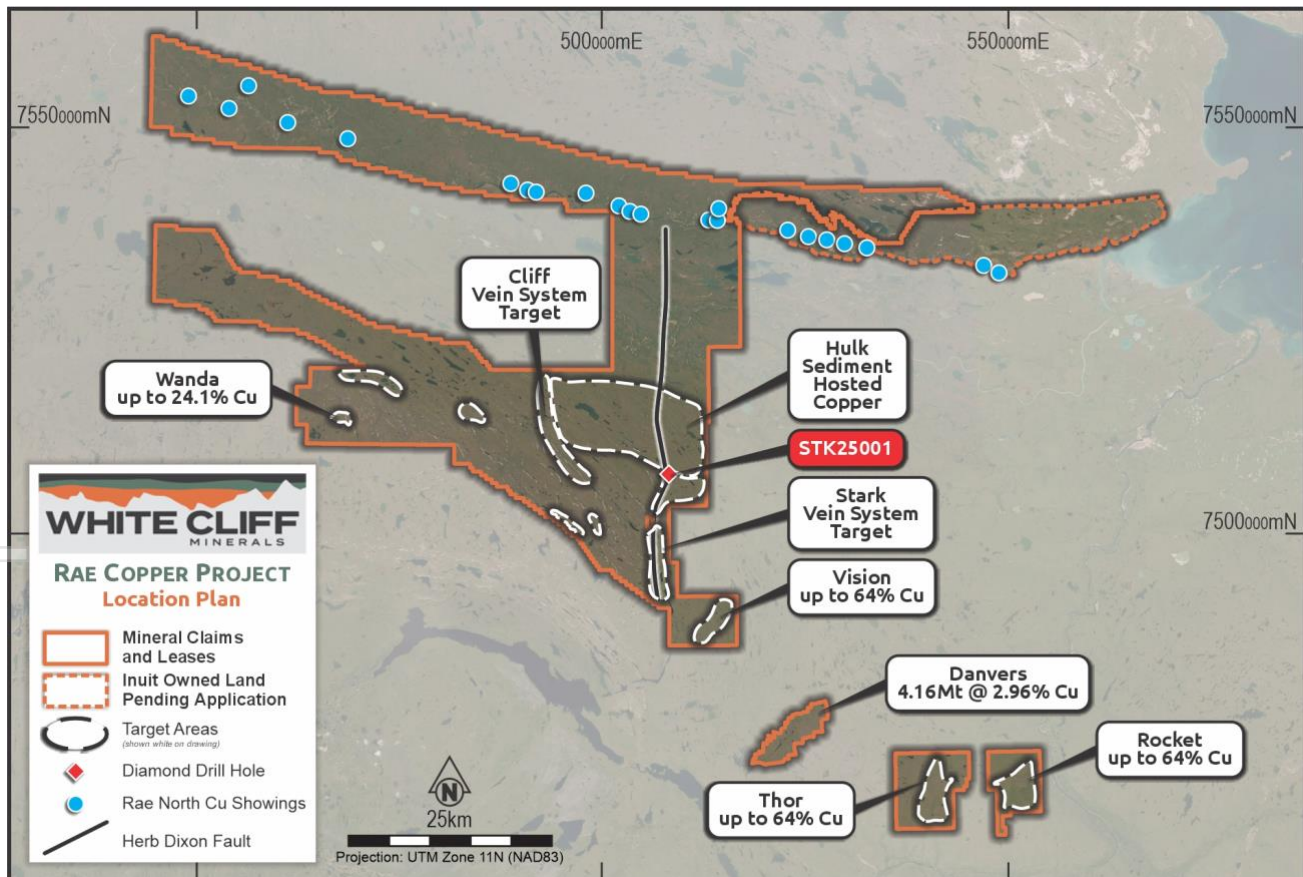 500000mE
550000mE
7550000mN
7550000mN
Cliff
Vein System
Target
Hulk
Sediment
Hosted
Copper
Wanda
up to 24.1% Cu
STK25001
Stark
Vein System
Target
7500000mN
Vision
up to 64% Cu
Danvers
4.16Mt @ 2.96% Cu
Rocket
up to 64% Cu
Thor
up to 64% Cu
WHITE CLIFF
MINERALS
RAE COPPER PROJECT
Location Plan
Mineral Claims
and Leases
Inuit Owned Land
Pending Application
Target Areas
(shown white on drawing)
Diamond Drill Hole
Rae North Cu Showings
Herb Dixon Fault
N
25km
Projection: UTM Zone 11N (NAD83)